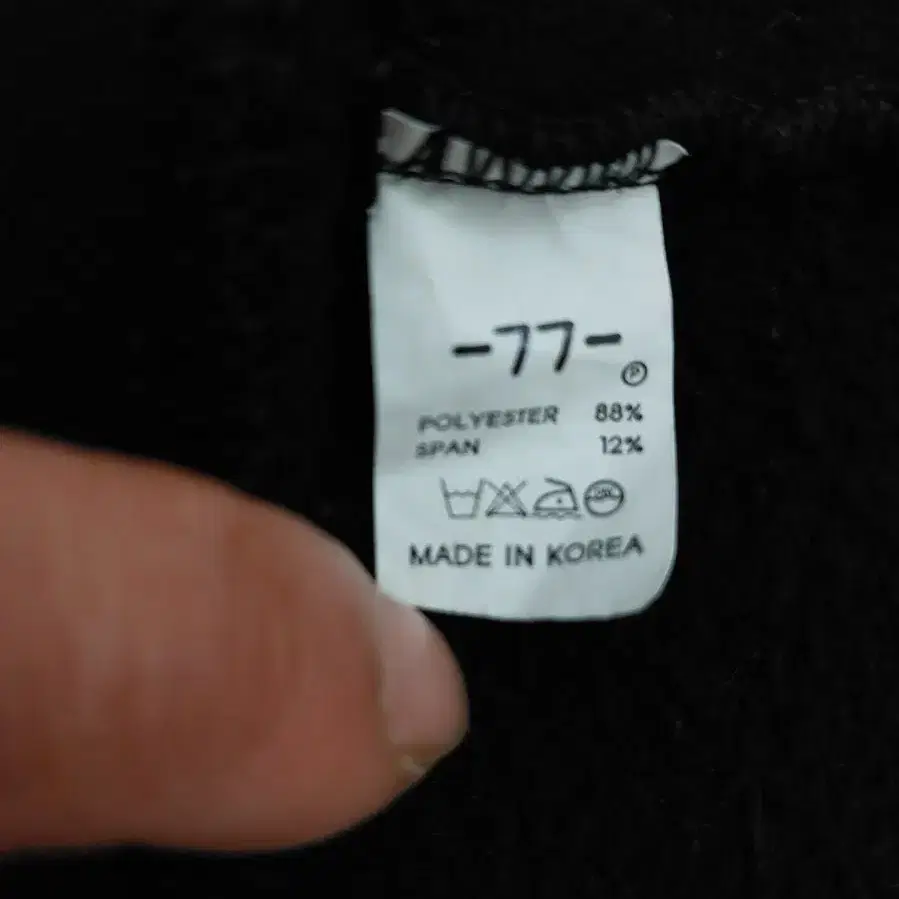 -77-
Ⓟ
POLYESTER 88%
SPAN 12%
MADE IN KOREA